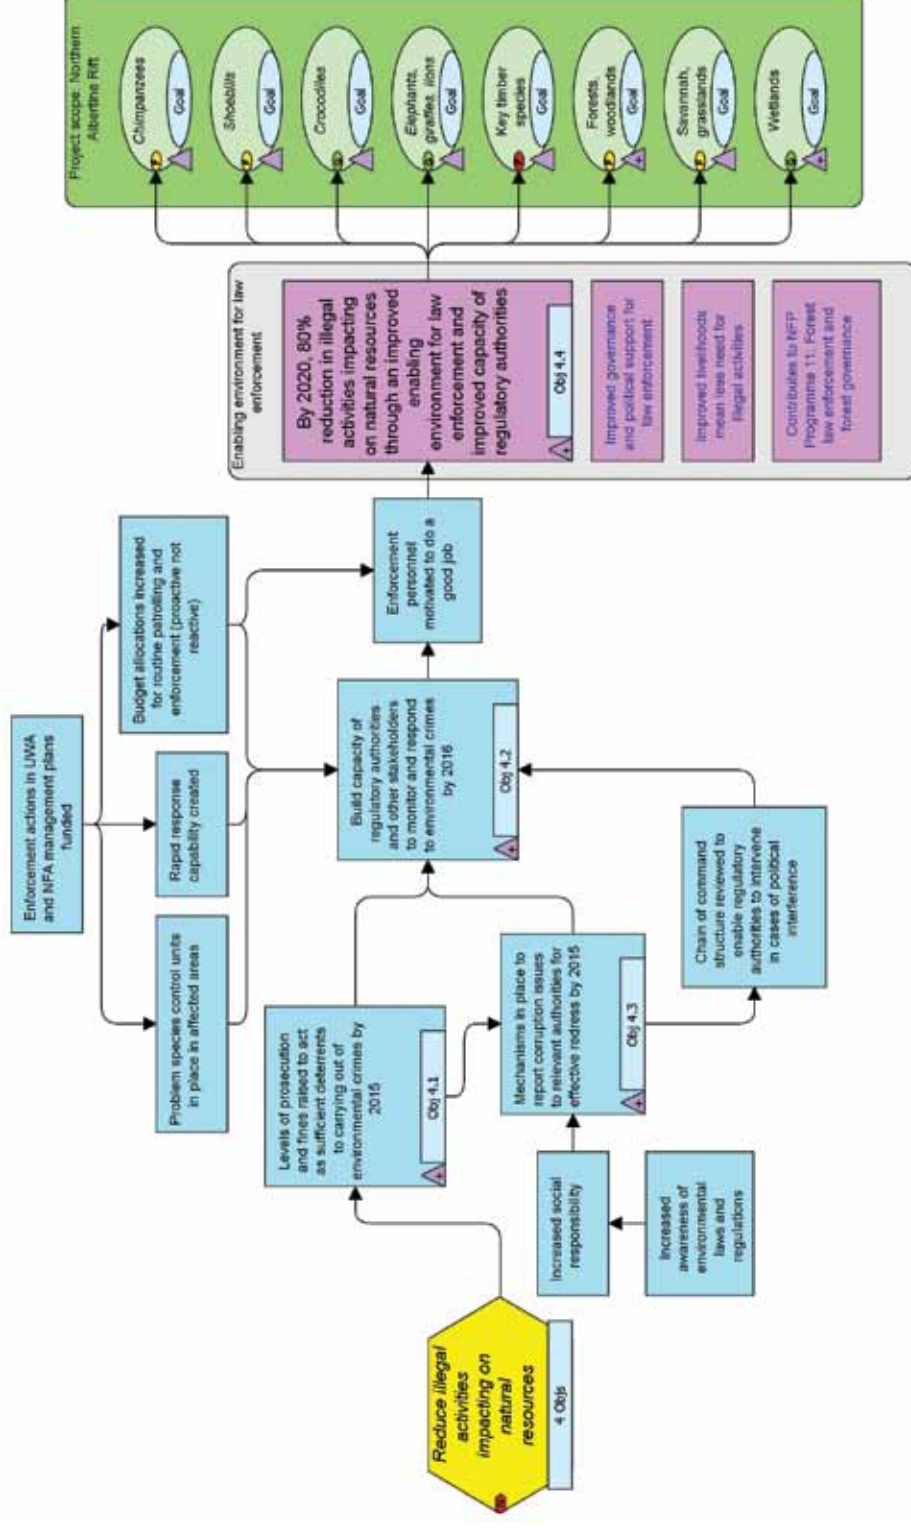 Enforcement actions in UWA
and NFA management plans
funded
Problem species control units
in place in affected areas
Rapid response
capability created
Budget allocations increased
for routine patrolling and
enforcement (proactive not
reactive)
Reduce illegal
activities
impacting on
natural
resources
4 Objs
Levels of prosecution
and fines raised to act
as sufficient deterrents
to carrying out of
environmental crimes by
2015
Obj 4.1
Increased social
responsibility
Increased
awareness of
environmental
laws and
regulations
Mechanisms in place to
report corruption issues
to relevant authorities for
effective redress by 2015
Obj 4.3
Build capacity of
regulatory authorities
and other stakeholders
to monitor and respond
to environmental crimes
by 2016
Obj 4.2
Chain of command
structure reviewed to
enable regulatory
authorities to intervene
in cases of political
interference
Enforcement
personnel
motivated to do a
good job
Enabling environment for law
enforcement
By 2020, 80%
reduction in illegal
activities impacting
on natural resources
through an improved
enabling
environment for law
enforcement and
improved capacity of
regulatory authorities
Obj 4.4
Improved governance
and political support for
law enforcement
Improved livelihoods
mean less need for
illegal activities
Contributes to NFP
Programme 11. Forest
law enforcement and
forest governance
Project scope: Northern
Albertine Rift
Chimpanzees
Goal
Shoebills
Goal
Crocodiles
Goal
Elephants,
giraffes, lions
Goal
Key timber
species
Goal
Forests,
woodlands
Goal
Savannah,
grasslands
Goal
Wetlands
Goal